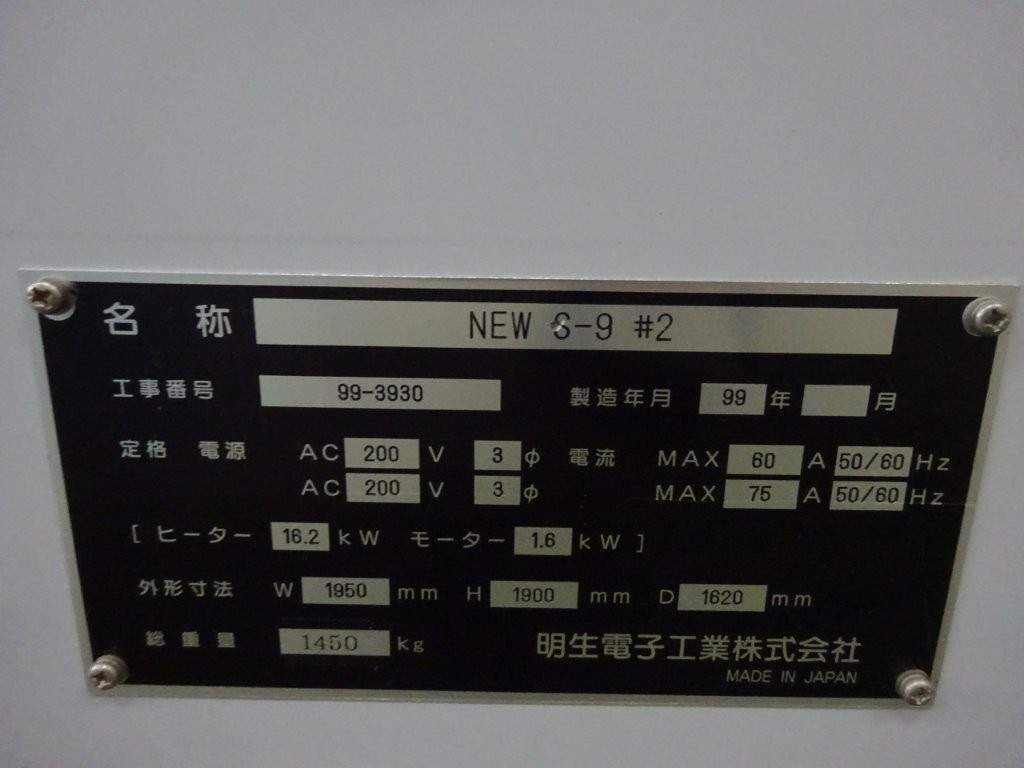 名称 NEW S-9 #2
工事番号 99-3930 製造年月 99 年 月
定格 電源 AC 200 V 3 φ 電流 MAX 60 A 50/60 Hz
AC 200 V 3 φ MAX 75 A 50/60 Hz
[ ヒーター 16.2 kW モーター 1.6 kW ]
外形寸法 W 1950 mm H 1900 mm D 1620 mm
総重量 1450 kg 明生電子工業株式会社
MADE IN JAPAN